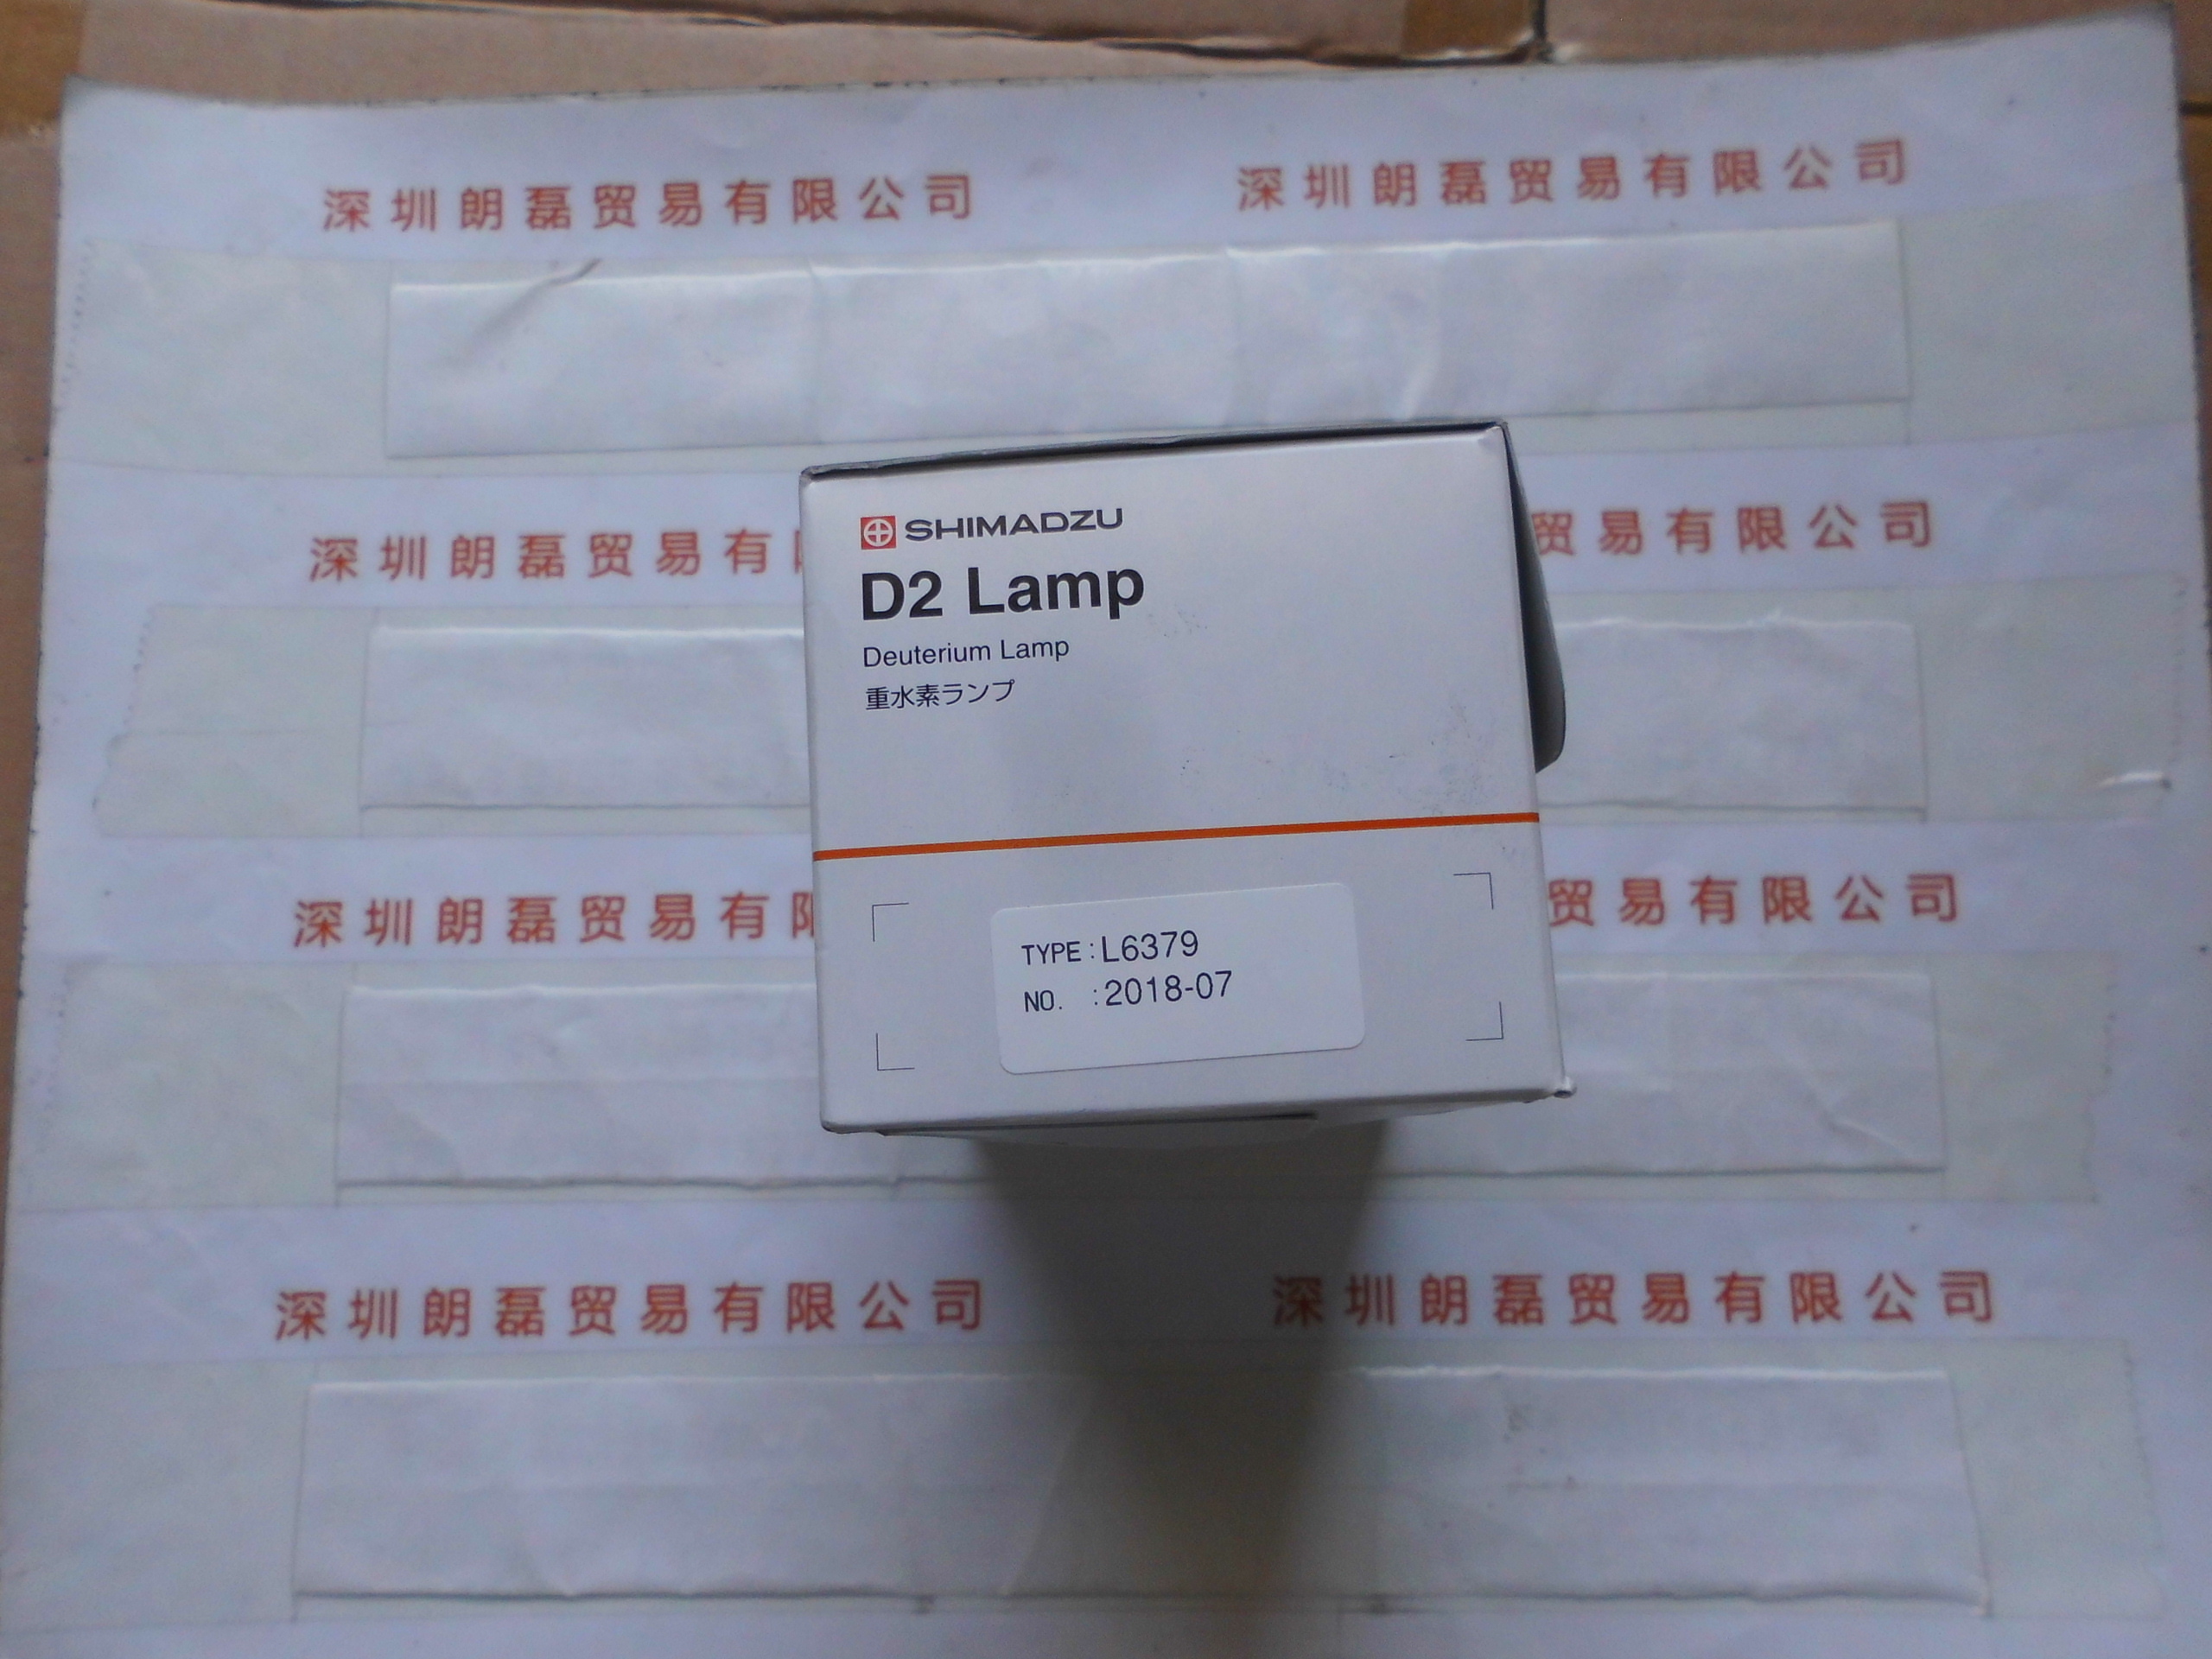 深圳朗磊贸易有限公司 深圳朗磊贸易有限公司
SHIMADZU
D2 Lamp
Deuterium Lamp
重水素ランプ
深圳朗磊贸易有 贸易有限公司
TYPE : L6379
NO. : 2018-07
深圳朗磊贸易有 贸易有限公司
深圳朗磊贸易有限公司 深圳朗磊贸易有限公司